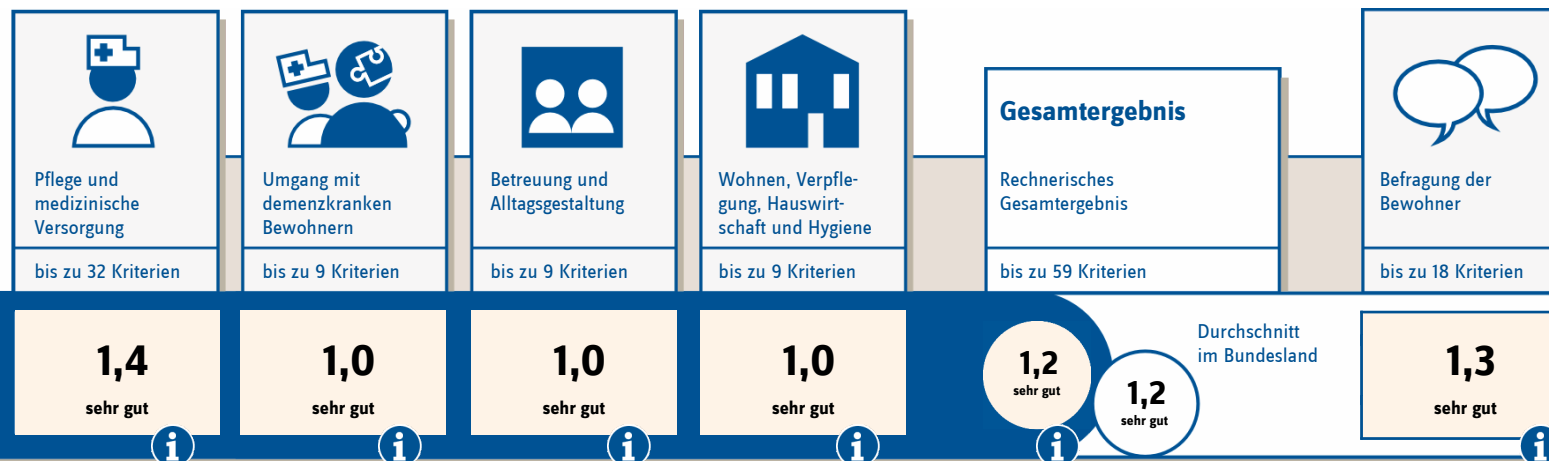 Pflege und
medizinische
Versorgung
bis zu 32 Kriterien
1,4
sehr gut
Umgang mit
demenzkranken
Bewohnern
bis zu 9 Kriterien
1,0
sehr gut
Betreuung und
Alltagsgestaltung
bis zu 9 Kriterien
1,0
sehr gut
Wohnen, Verpfle-
gung, Hauswirt-
schaft und Hygiene
bis zu 9 Kriterien
1,0
sehr gut
Gesamtergebnis
Rechnerisches
Gesamtergebnis
bis zu 59 Kriterien
1,2
sehr gut
Durchschnitt
im Bundesland
1,2
sehr gut
Befragung der
Bewohner
bis zu 18 Kriterien
1,3
sehr gut